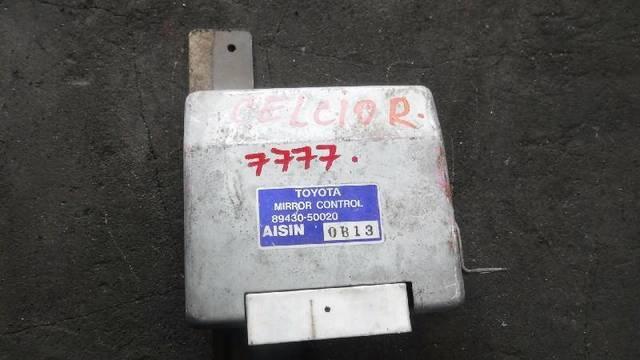 CELCIOR.
7777.
TOYOTA
MIRROR CONTROL
89430-50020
AISIN 0B13